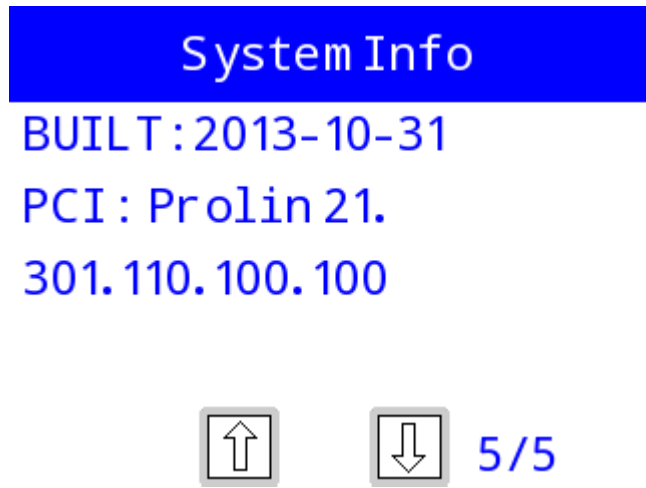 System Info
BUILT:2013-10-31
PCI: Prolin 21.
301.110.100.100
5/5